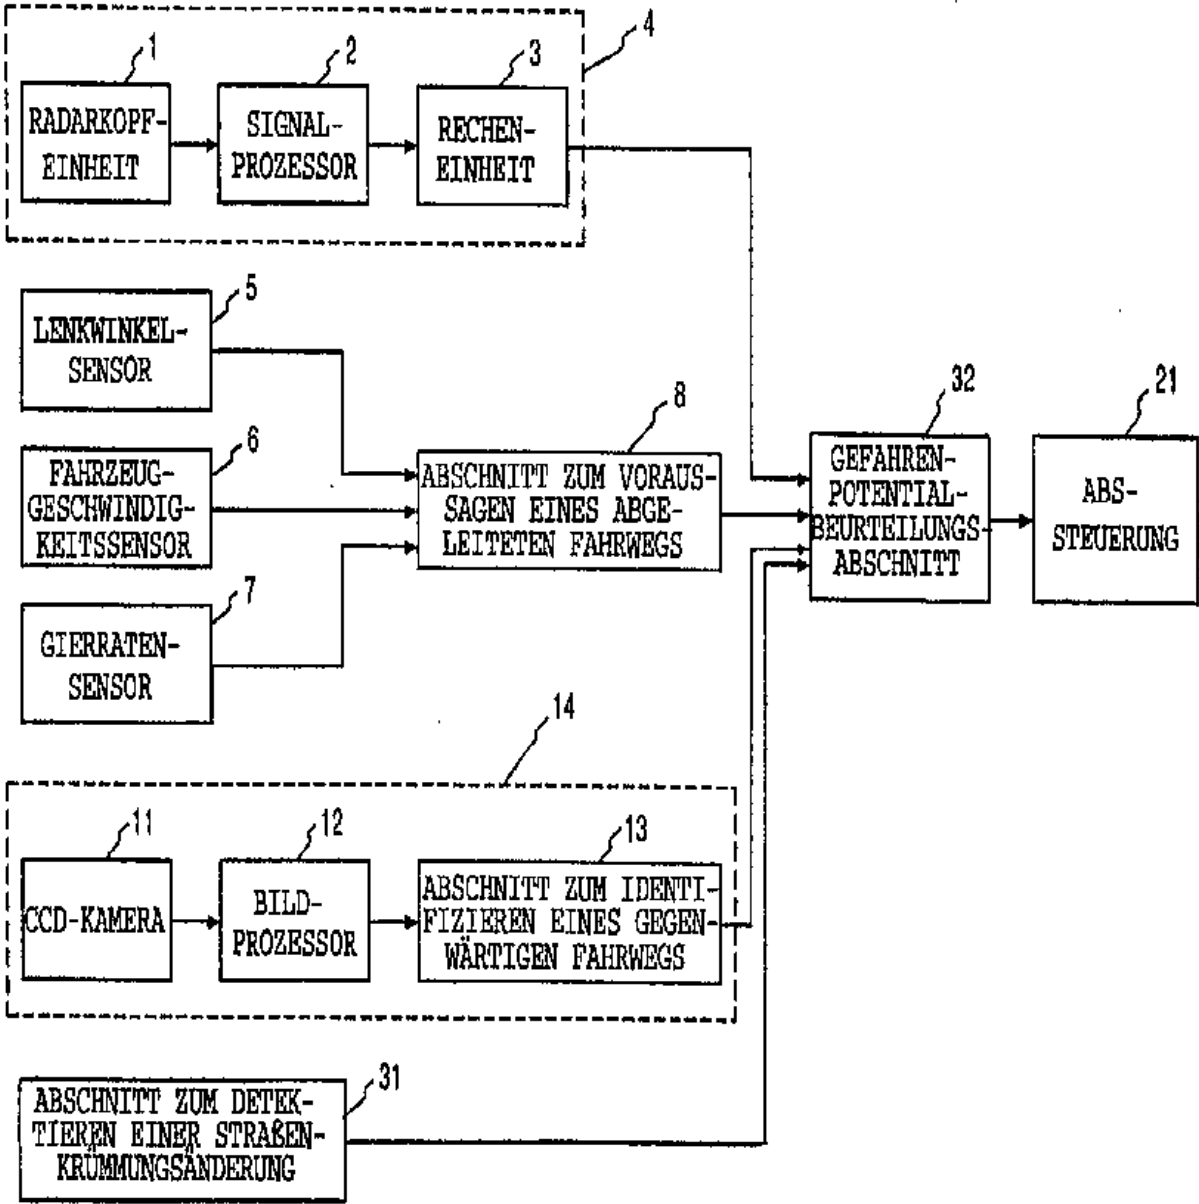 1
2
3
4
RADARKOPF-
EINHEIT
SIGNAL-
PROZESSOR
RECHEN-
EINHEIT
5
LENKWINKEL-
SENSOR
6
FAHRZEUG-
GESCHWINDIG-
KEITSSENSOR
7
GIERRATEN-
SENSOR
8
ABSCHNITT ZUM VORAUS-
SAGEN EINES ABGE-
LEITETEN FAHRWEGS
32
GEFAHREN-
POTENTIAL-
BEURTEILUNGS-
ABSCHNITT
21
ABS-
STEUERUNG
14
11
CCD-KAMERA
12
BILD-
PROZESSOR
13
ABSCHNITT ZUM IDENTI-
FIZIEREN EINES GEGEN-
WÄRTIGEN FAHRWEGS
31
ABSCHNITT ZUM DETEK-
TIEREN EINER STRAßEN-
KRÜMMUNGSÄNDERUNG